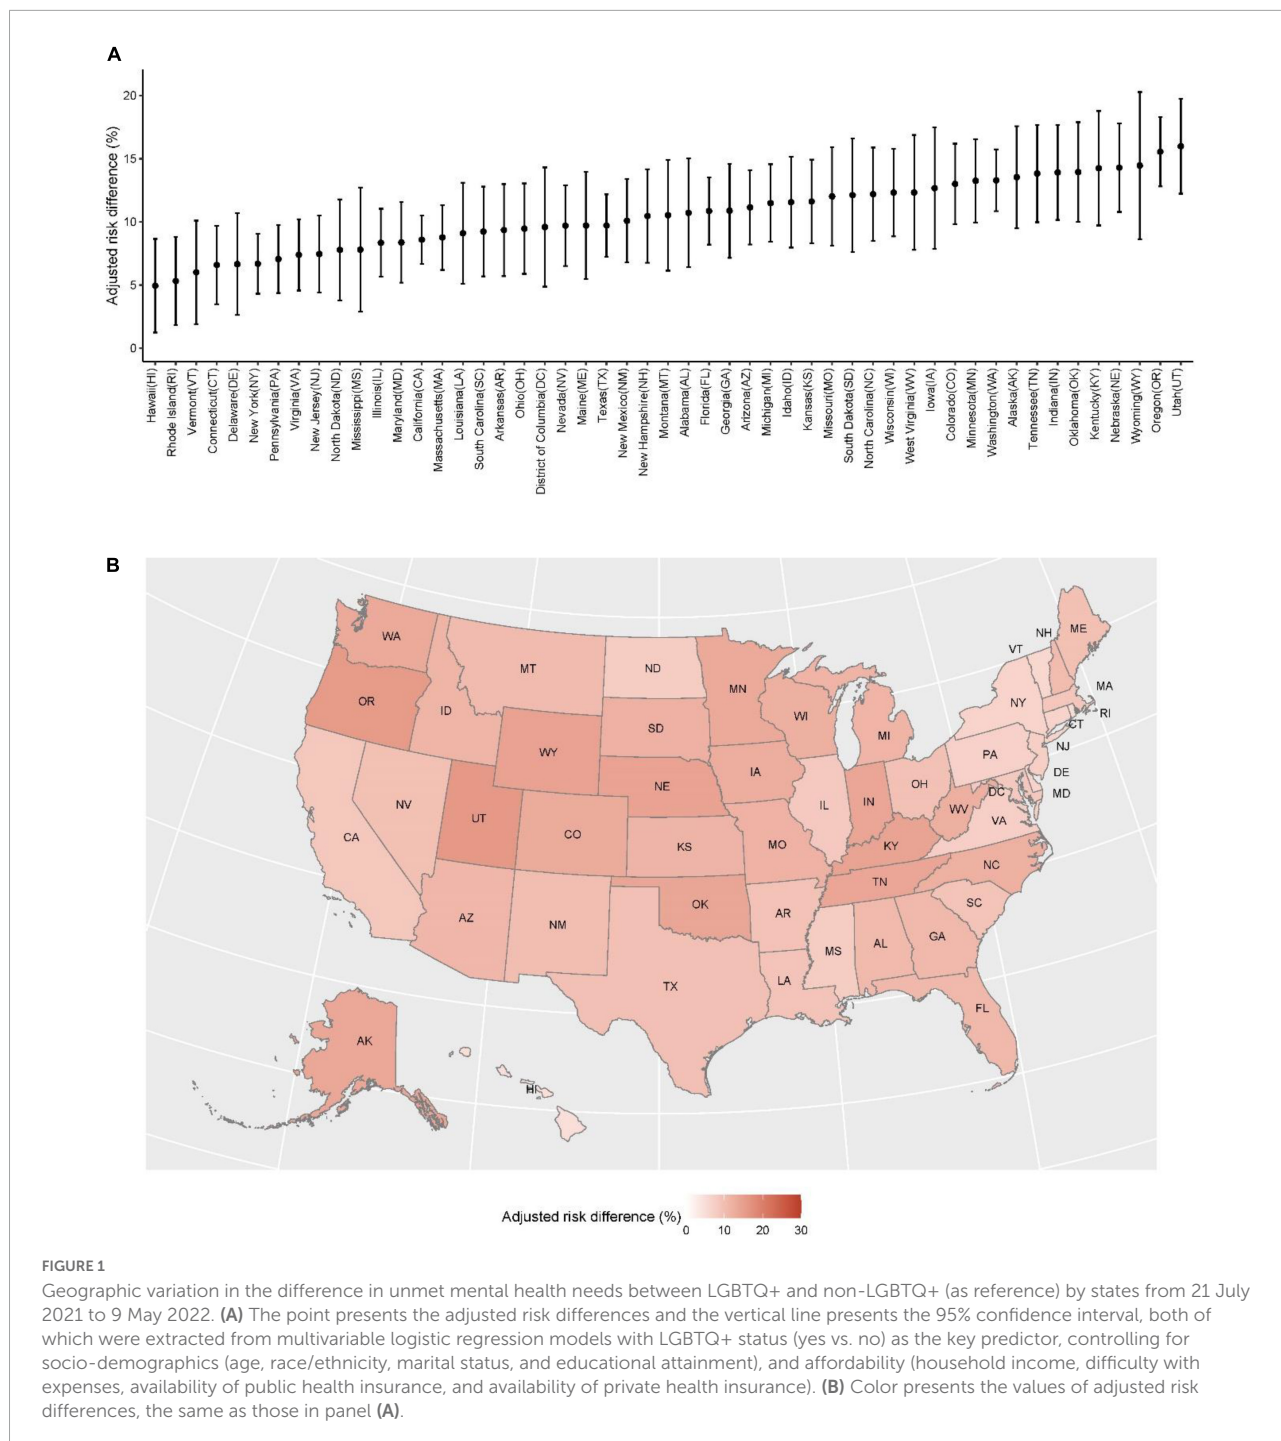 A
Adjusted risk difference (%)
20
15
10
5
0
Hawaii(HI)
Rhode Island(RI)
Vermont(VT)
Connecticut(CT)
Delaware(DE)
New York(NY)
Pennsylvania(PA)
Virginia(VA)
New Jersey(NJ)
North Dakota(ND)
Mississippi(MS)
Illinois(IL)
Maryland(MD)
California(CA)
Massachusetts(MA)
Louisiana(LA)
South Carolina(SC)
Arkansas(AR)
Ohio(OH)
District of Columbia(DC)
Nevada(NV)
Maine(ME)
Texas(TX)
New Mexico(NM)
New Hampshire(NH)
Montana(MT)
Alabama(AL)
Florida(FL)
Georgia(GA)
Arizona(AZ)
Michigan(MI)
Idaho(ID)
Kansas(KS)
Missouri(MO)
South Dakota(SD)
North Carolina(NC)
Wisconsin(WI)
West Virginia(WV)
Iowa(IA)
Colorado(CO)
Minnesota(MN)
Washington(WA)
Alaska(AK)
Tennessee(TN)
Indiana(IN)
Oklahoma(OK)
Kentucky(KY)
Nebraska(NE)
Wyoming(WY)
Oregon(OR)
Utah(UT)
B
WA
MT
ND
MN
VT
NH
ME
OR
ID
SD
WI
MI
NY
MA
RI
CT
WY
IA
PA
NJ
NE
OH
DE
NV
UT
IL
IN
DC
MD
CA
CO
KS
MO
WV
VA
KY
NC
TN
AZ
NM
OK
AR
SC
MS
AL
GA
TX
LA
FL
AK
HI
Adjusted risk difference (%)
0 10 20 30
FIGURE 1
Geographic variation in the difference in unmet mental health needs between LGBTQ+ and non-LGBTQ+ (as reference) by states from 21 July
2021 to 9 May 2022. (A) The point presents the adjusted risk differences and the vertical line presents the 95% confidence interval, both of
which were extracted from multivariable logistic regression models with LGBTQ+ status (yes vs. no) as the key predictor, controlling for
socio-demographics (age, race/ethnicity, marital status, and educational attainment), and affordability (household income, difficulty with
expenses, availability of public health insurance, and availability of private health insurance). (B) Color presents the values of adjusted risk
differences, the same as those in panel (A).